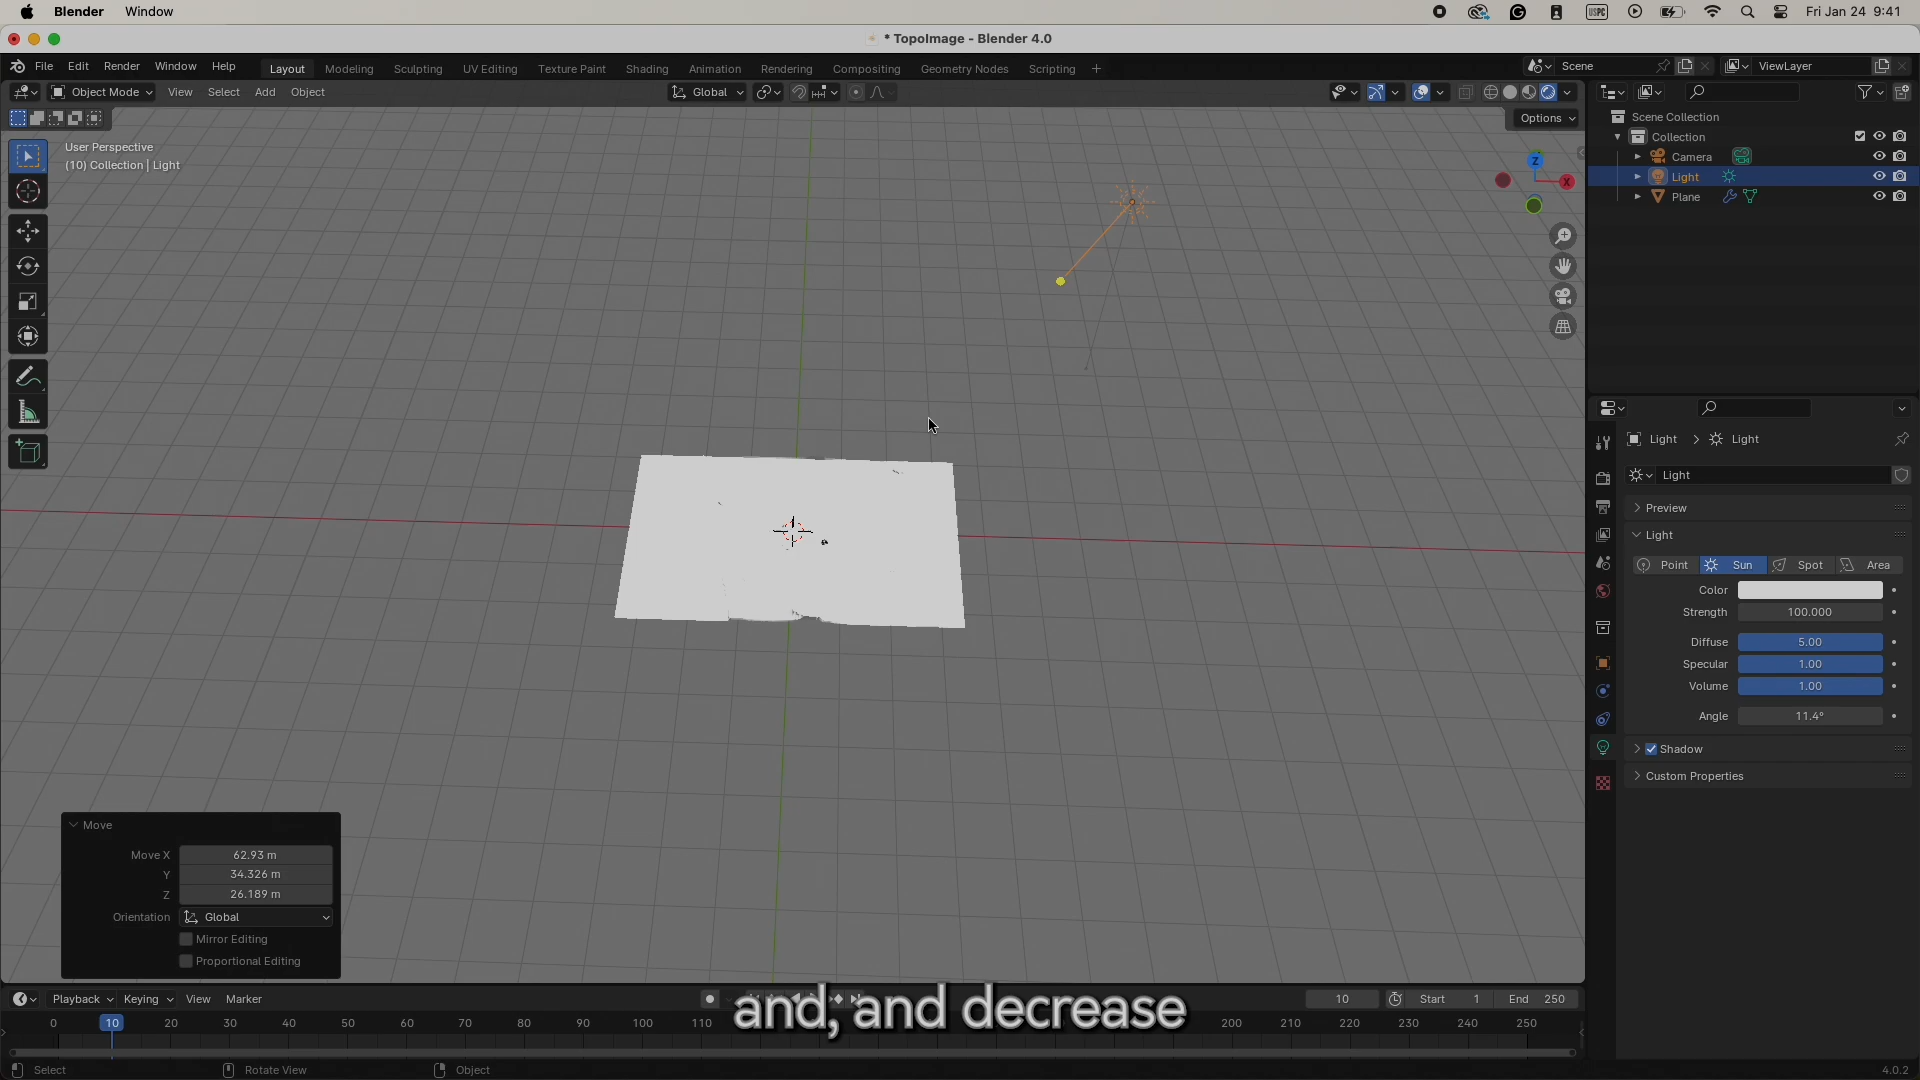 Blender Window
Fri Jan 24 9:41
* TopoImage - Blender 4.0
File Edit Render Window Help Layout Modeling Sculpting UV Editing Texture Paint Shading Animation Rendering Compositing Geometry Nodes Scripting + Scene ViewLayer
Object Mode View Select Add Object Global
Options
User Perspective
(10) Collection | Light
Z
X
Scene Collection
Collection
Camera
Light
Plane
Light > Light
Light
Preview
Light
Point Sun Spot Area
Color
Strength 100.000
Diffuse 5.00
Specular 1.00
Volume 1.00
Angle 11.4°
Shadow
Custom Properties
Move
Move X 62.93 m
Y 34.326 m
Z 26.189 m
Orientation Global
Mirror Editing
Proportional Editing
Playback Keying View Marker 10 Start 1 End 250
and, and decrease
0 10 20 30 40 50 60 70 80 90 100 110 200 210 220 230 240 250
Select Rotate View Object 4.0.2